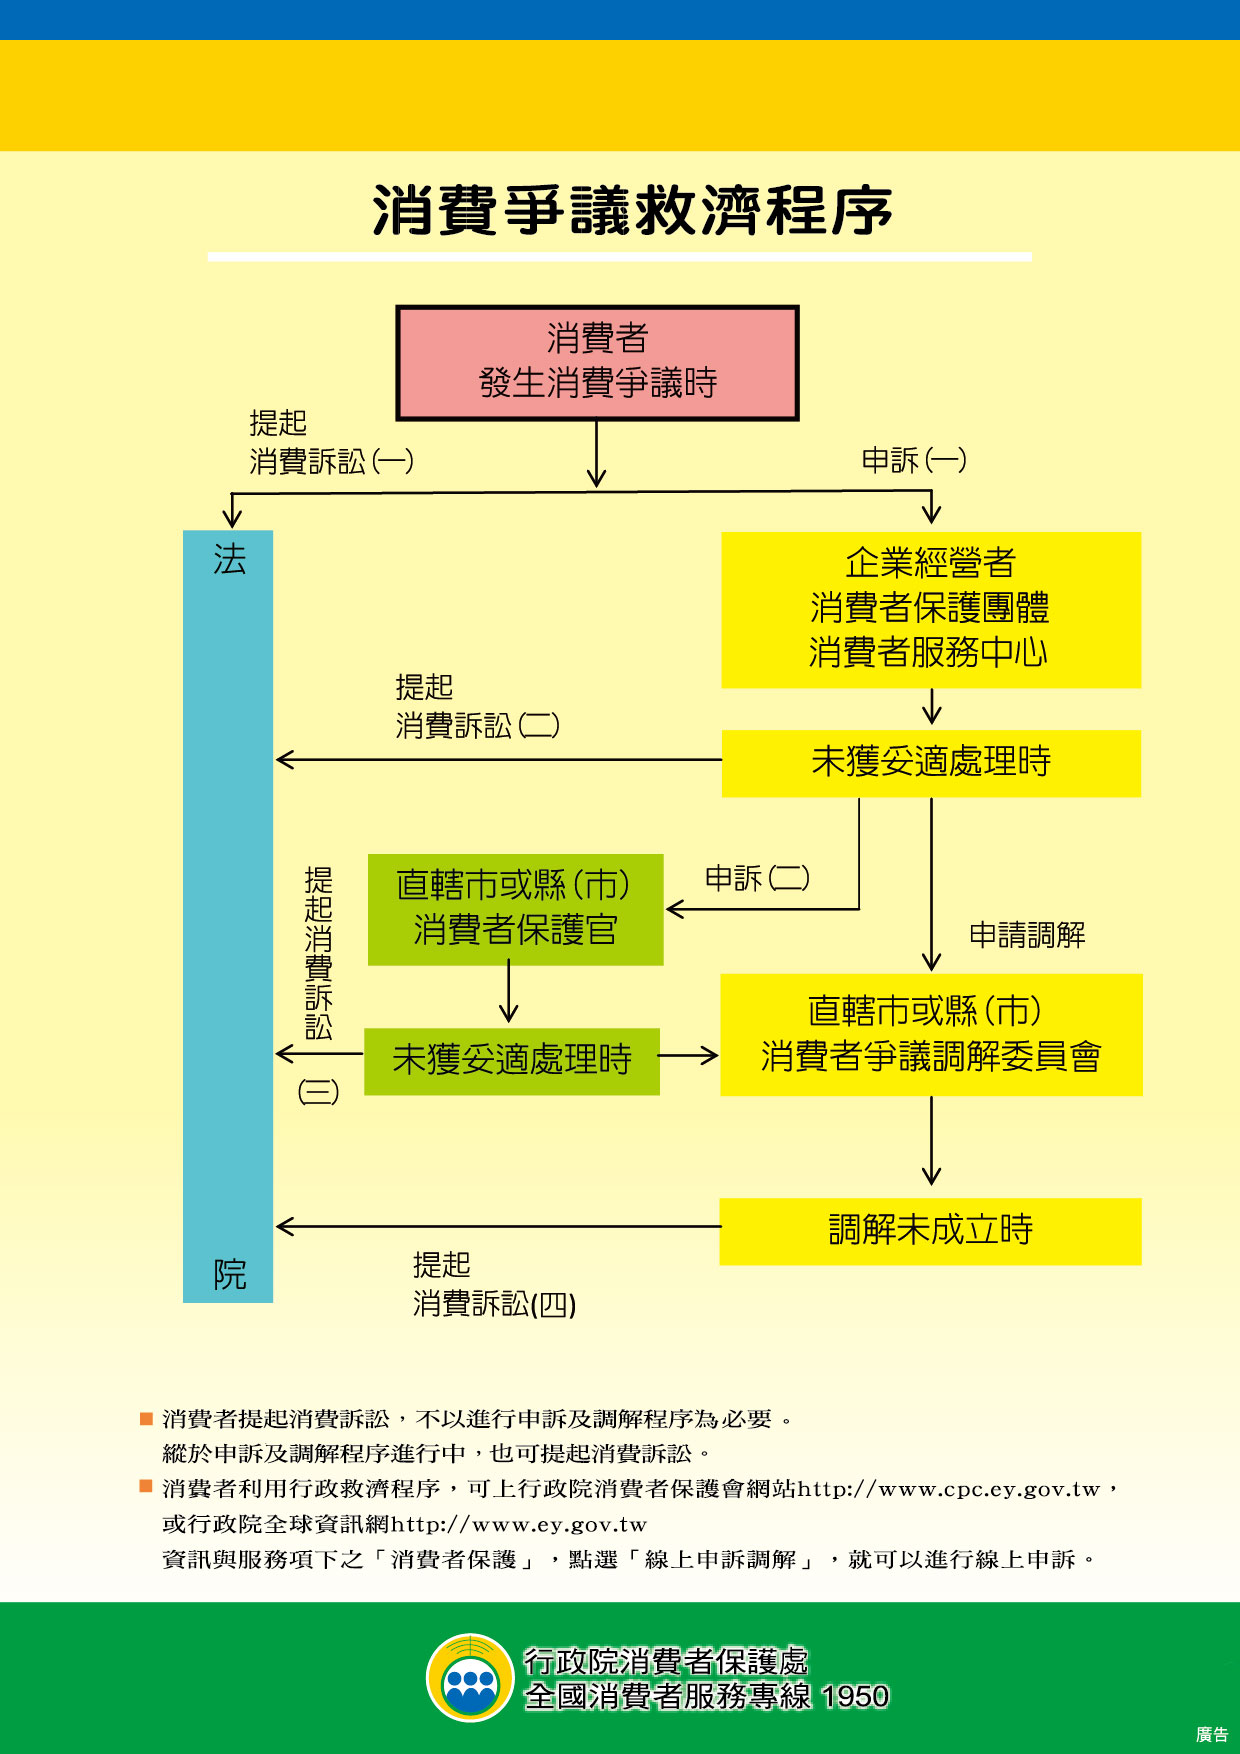 消費爭議救濟程序
消費者
發生消費爭議時
提起
消費訴訟(一)
申訴(一)
法
院
企業經營者
消費者保護團體
消費者服務中心
提起
消費訴訟(二)
未獲妥適處理時
直轄市或縣(市)
消費者保護官
申訴(二)
提起消費訴訟
(三)
申請調解
未獲妥適處理時
直轄市或縣(市)
消費者爭議調解委員會
調解未成立時
提起
消費訴訟(四)
消費者提起消費訴訟，不以進行申訴及調解程序為必要。
縱於申訴及調解程序進行中，也可提起消費訴訟。
消費者利用行政救濟程序，可上行政院消費者保護會網站http://www.cpc.ey.gov.tw，
或行政院全球資訊網http://www.ey.gov.tw
資訊與服務項下之「消費者保護」，點選「線上申訴調解」，就可以進行線上申訴。
行政院消費者保護處
全國消費者服務專線 1950
廣告